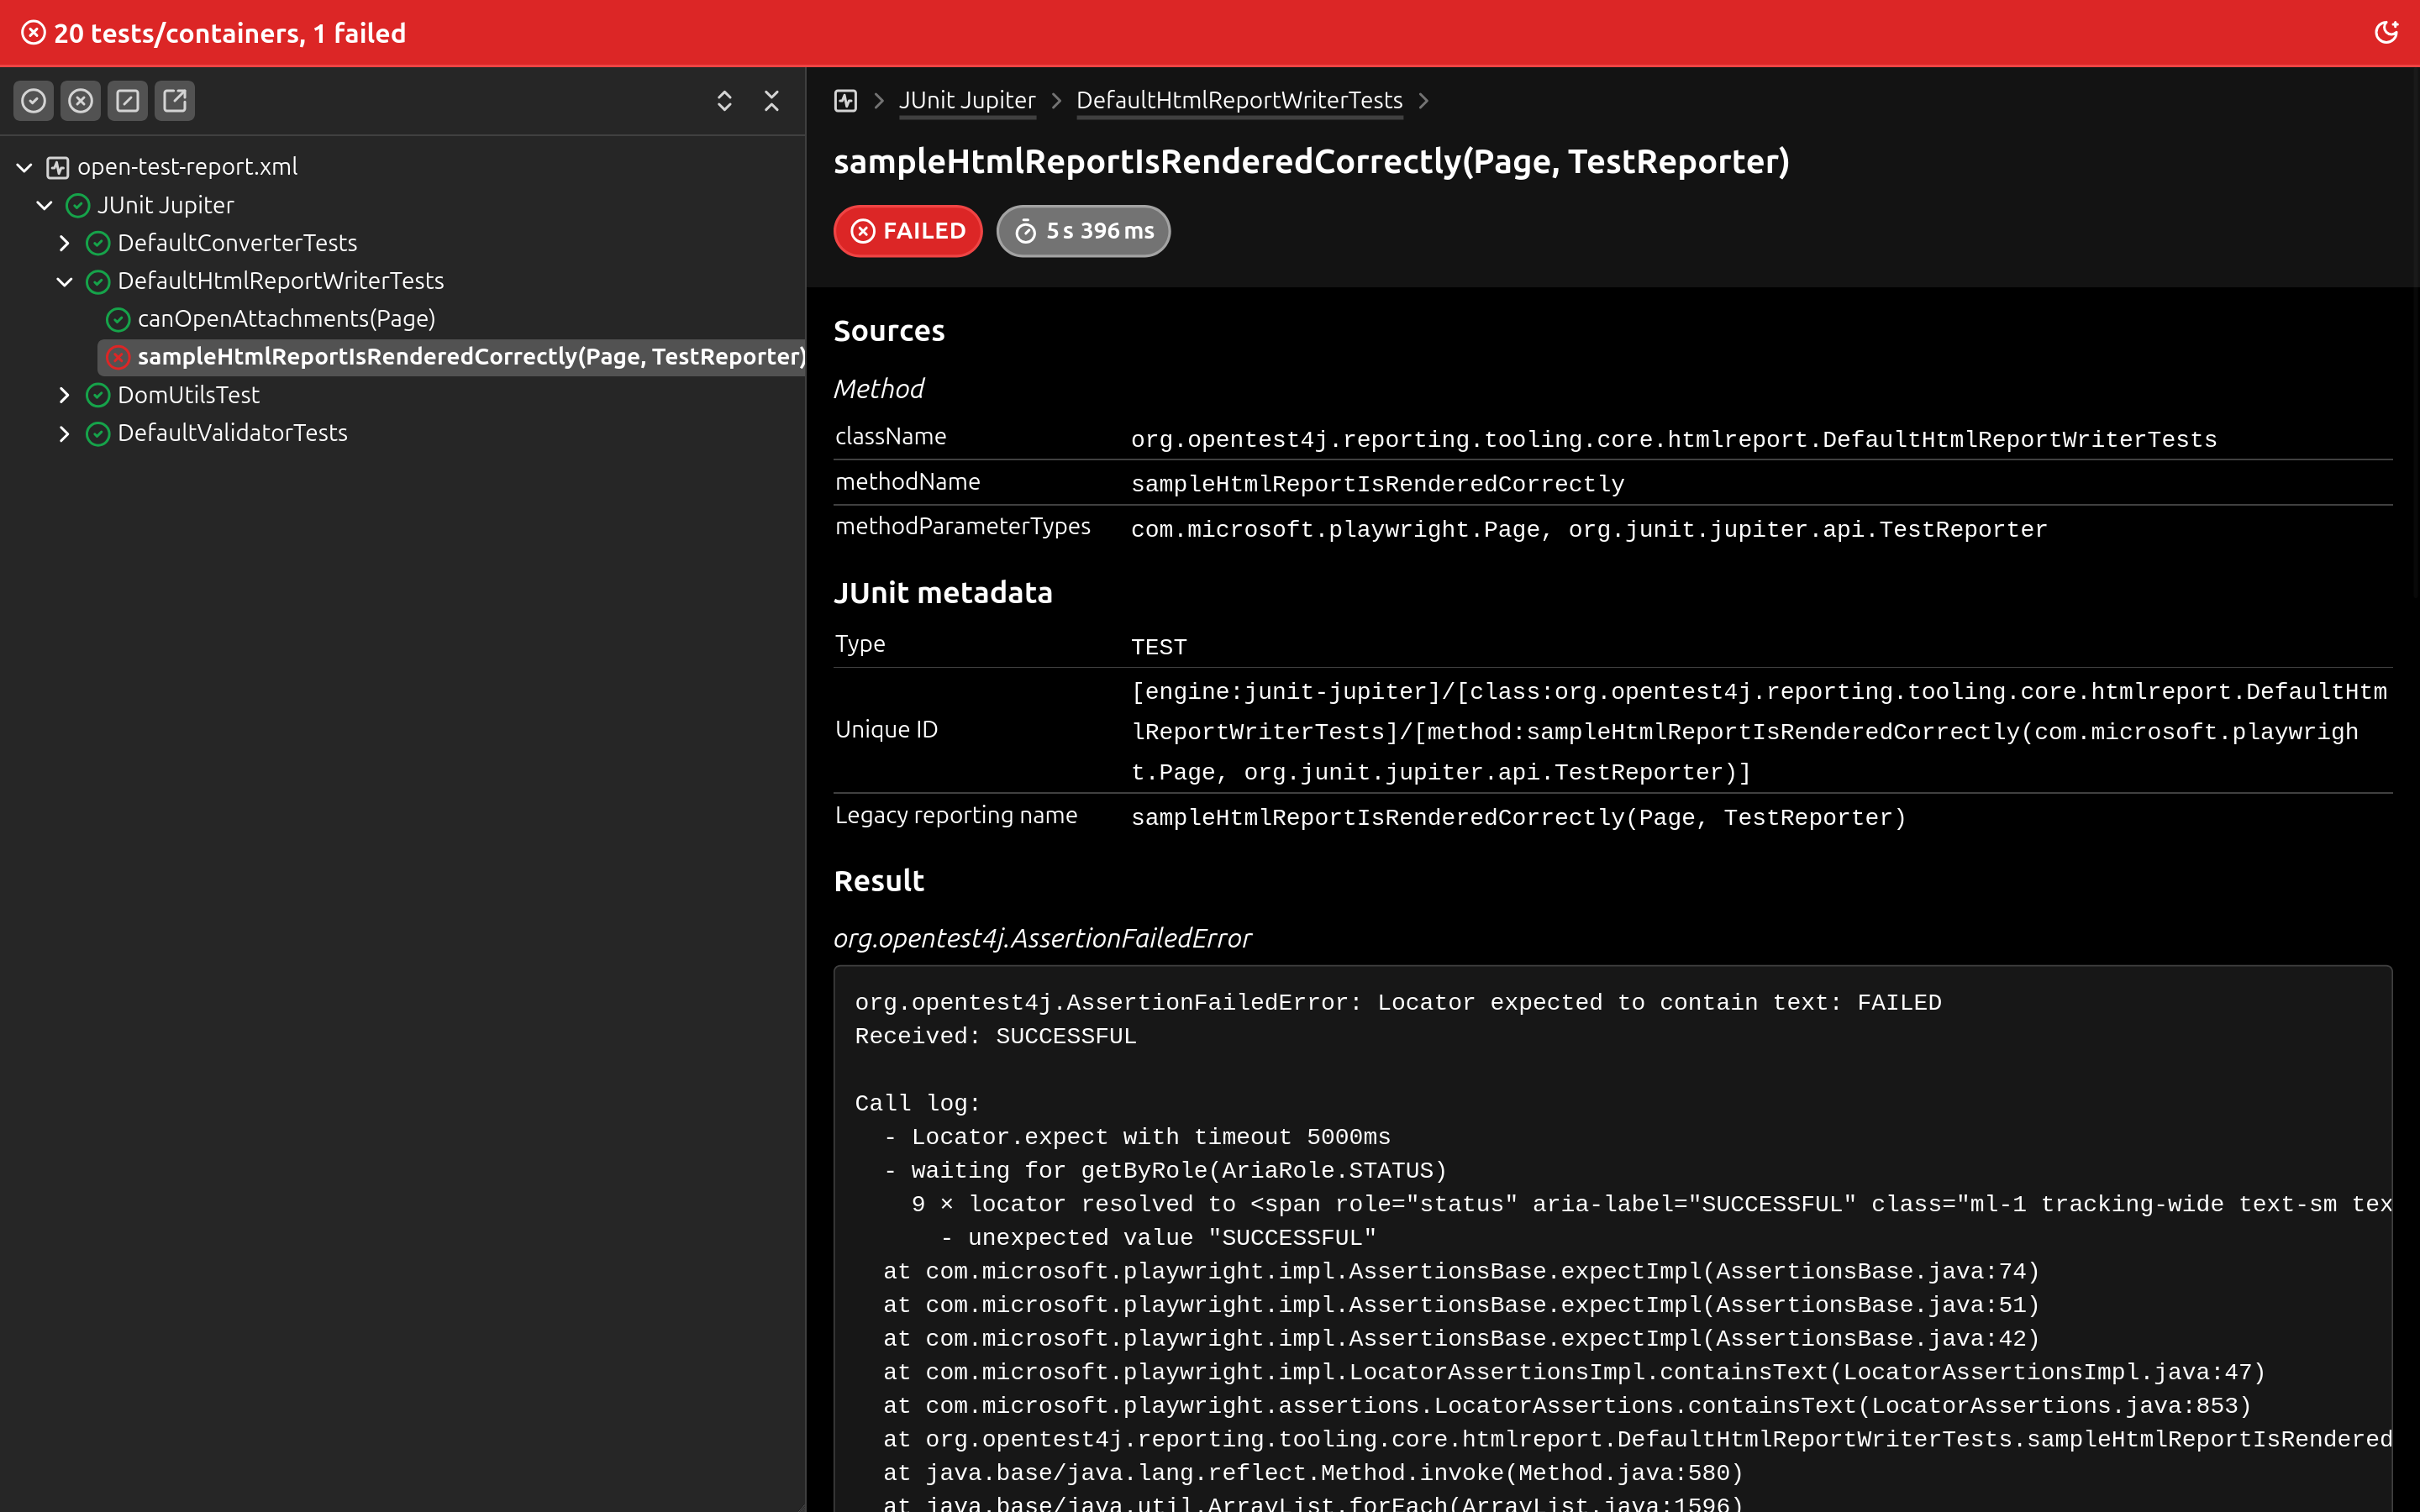 20 tests/containers, 1 failed
open-test-report.xml
JUnit Jupiter
DefaultConverterTests
DefaultHtmlReportWriterTests
canOpenAttachments(Page)
sampleHtmlReportIsRenderedCorrectly(Page, TestReporter)
DomUtilsTest
DefaultValidatorTests
JUnit Jupiter DefaultHtmlReportWriterTests
sampleHtmlReportIsRenderedCorrectly(Page, TestReporter)
FAILED 5 s 396 ms
Sources
Method
className org.opentest4j.reporting.tooling.core.htmlreport.DefaultHtmlReportWriterTests
methodName sampleHtmlReportIsRenderedCorrectly
methodParameterTypes com.microsoft.playwright.Page, org.junit.jupiter.api.TestReporter
JUnit metadata
Type TEST
Unique ID [engine:junit-jupiter]/[class:org.opentest4j.reporting.tooling.core.htmlreport.DefaultHtm
lReportWriterTests]/[method:sampleHtmlReportIsRenderedCorrectly(com.microsoft.playwrigh
t.Page, org.junit.jupiter.api.TestReporter)]
Legacy reporting name sampleHtmlReportIsRenderedCorrectly(Page, TestReporter)
Result
org.opentest4j.AssertionFailedError
org.opentest4j.AssertionFailedError: Locator expected to contain text: FAILED
Received: SUCCESSFUL
Call log:
- Locator.expect with timeout 5000ms
- waiting for getByRole(AriaRole.STATUS)
9 × locator resolved to <span role="status" aria-label="SUCCESSFUL" class="ml-1 tracking-wide text-sm tex
- unexpected value "SUCCESSFUL"
at com.microsoft.playwright.impl.AssertionsBase.expectImpl(AssertionsBase.java:74)
at com.microsoft.playwright.impl.AssertionsBase.expectImpl(AssertionsBase.java:51)
at com.microsoft.playwright.impl.AssertionsBase.expectImpl(AssertionsBase.java:42)
at com.microsoft.playwright.impl.LocatorAssertionsImpl.containsText(LocatorAssertionsImpl.java:47)
at com.microsoft.playwright.assertions.LocatorAssertions.containsText(LocatorAssertions.java:853)
at org.opentest4j.reporting.tooling.core.htmlreport.DefaultHtmlReportWriterTests.sampleHtmlReportIsRendered
at java.base/java.lang.reflect.Method.invoke(Method.java:580)
at java.base/java.util.ArrayList.forEach(ArrayList.java:1596)